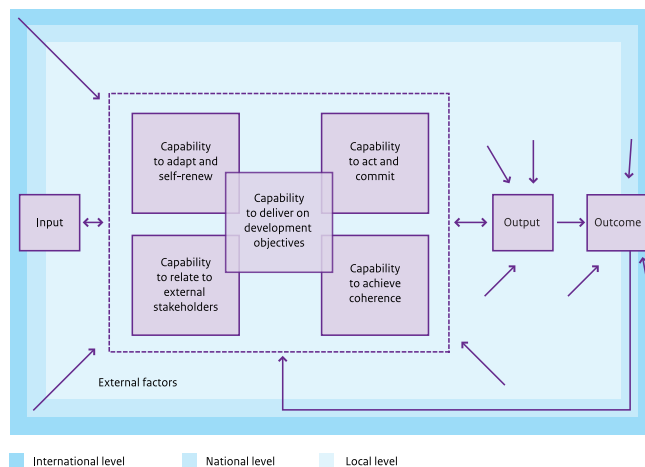 Capability
to adapt and
self-renew
Capability
to act and
commit
Capability
to deliver on
development
objectives
Input
Output
Outcome
Capability
to relate to
external
stakeholders
Capability
to achieve
coherence
External factors
International level
National level
Local level